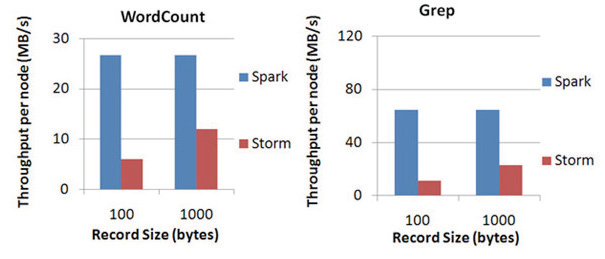 WordCount
Throughput per node (MB/s)
30
20
10
0
100 1000
Record Size (bytes)
Spark
Storm
Grep
Throughput per node (MB/s)
120
80
40
0
100 1000
Record Size (bytes)
Spark
Storm